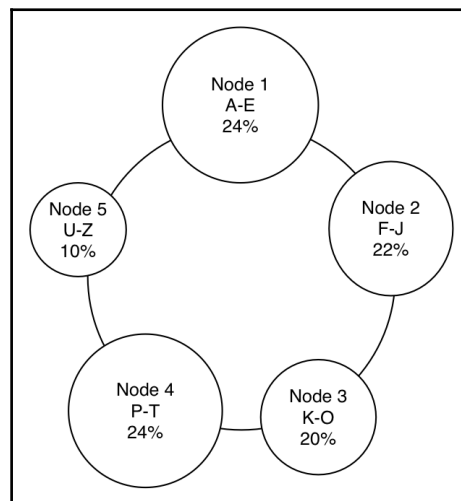 Node 1
A-E
24%
Node 2
F-J
22%
Node 3
K-O
20%
Node 4
P-T
24%
Node 5
U-Z
10%